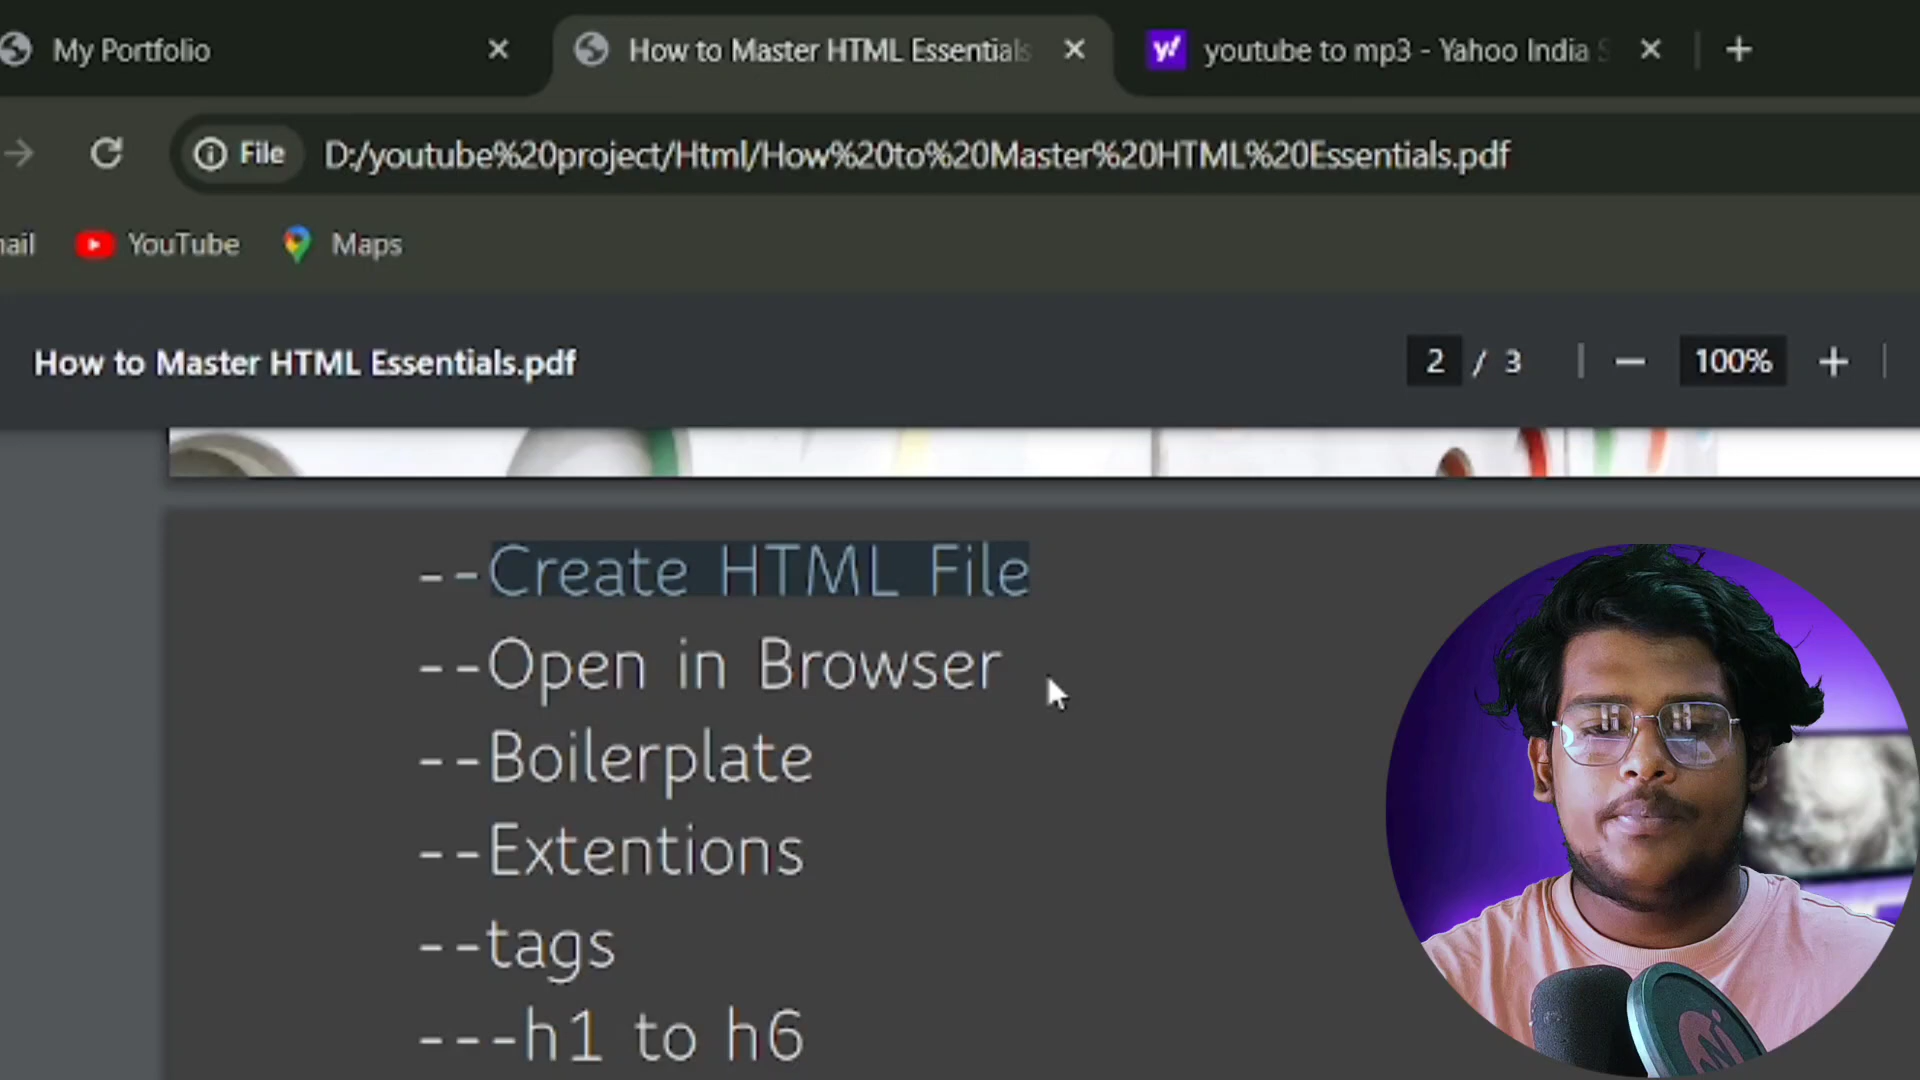 My Portfolio
How to Master HTML Essentials
youtube to mp3 - Yahoo India
File
D:/youtube%20project/Html/How%20to%20Master%20HTML%20Essentials.pdf
YouTube
Maps
How to Master HTML Essentials.pdf
2 / 3
100%
--Create HTML File
--Open in Browser
--Boilerplate
--Extentions
--tags
---h1 to h6